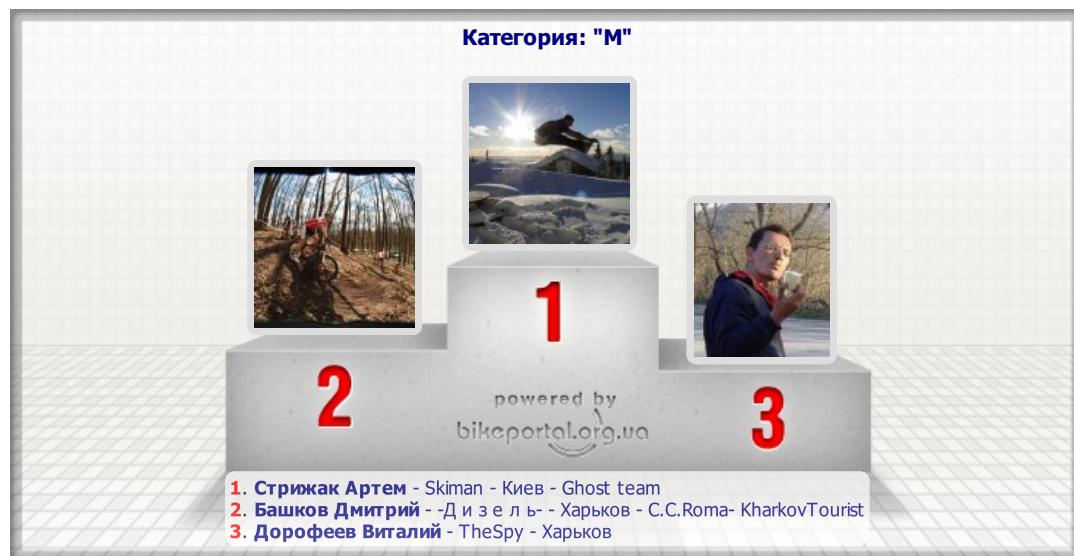 Категория: "М"
1
2
3
powered by
bikeportal.org.ua
1. Стрижак Артем - Skiman - Киев - Ghost team
2. Башков Дмитрий - -Д и з е л ь- - Харьков - C.C.Roma- KharkovTourist
3. Дорофеев Виталий - TheSpy - Харьков